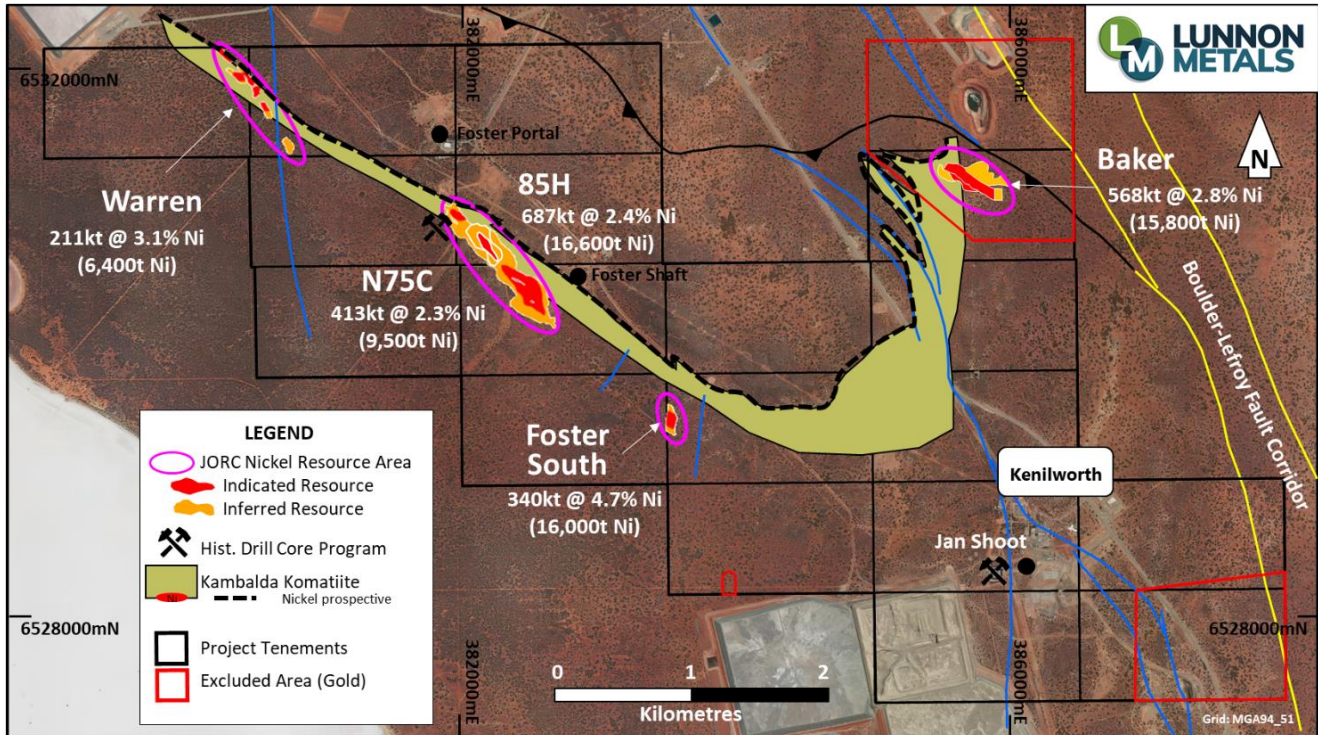 382000mE
386000mE
LM
LUNNON
METALS
6532000mN
N
Foster Portal
Baker
568kt @ 2.8% Ni
(15,800t Ni)
Warren
211kt @ 3.1% Ni
(6,400t Ni)
85H
687kt @ 2.4% Ni
(16,600t Ni)
Foster Shaft
N75C
413kt @ 2.3% Ni
(9,500t Ni)
Boulder-Lefroy Fault Corridor
LEGEND
JORC Nickel Resource Area
Indicated Resource
Inferred Resource
Hist. Drill Core Program
Kambalda Komatiite
Ni
Nickel prospective
Project Tenements
Excluded Area (Gold)
Foster
South
340kt @ 4.7% Ni
(16,000t Ni)
Kenilworth
Jan Shoot
6528000mN
6528000mN
382000mE
386000mE
0 1 2
Kilometres
Grid: MGA94_51